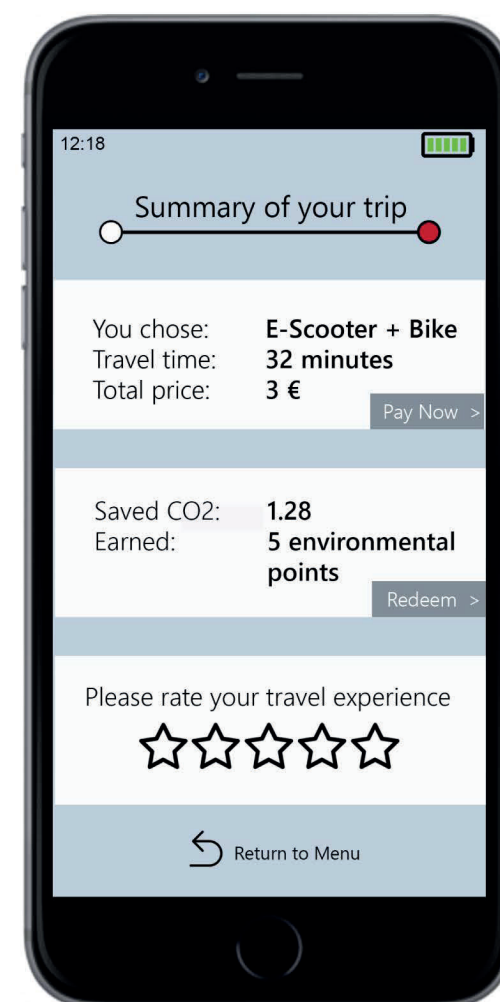 12:18
Summary of your trip
You chose: E-Scooter + Bike
Travel time: 32 minutes
Total price: 3 €
Pay Now >
Saved CO2: 1.28
Earned: 5 environmental
points
Redeem >
Please rate your travel experience
Return to Menu